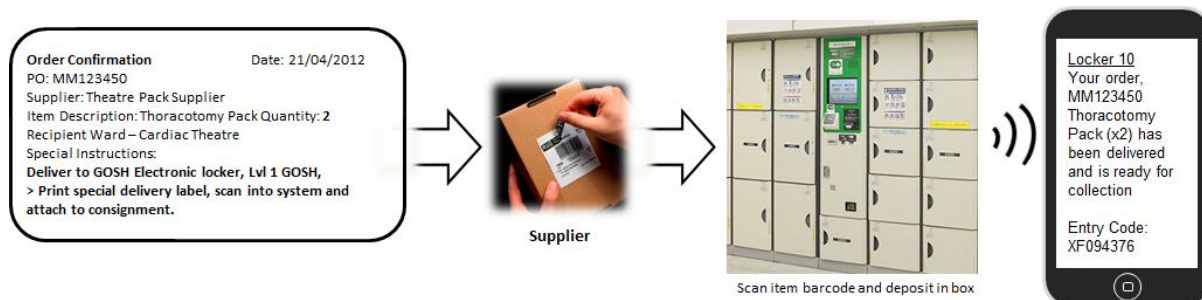 Order Confirmation Date: 21/04/2012
PO: MM123450
Supplier: Theatre Pack Supplier
Item Description: Thoracotomy Pack Quantity: 2
Recipient Ward – Cardiac Theatre
Special Instructions:
Deliver to GOSH Electronic locker, Lvl 1 GOSH,
> Print special delivery label, scan into system and
attach to consignment.
Supplier
Scan item barcode and deposit in box
Locker 10
Your order,
MM123450
Thoracotomy
Pack (x2) has
been delivered
and is ready for
collection
Entry Code:
XF094376